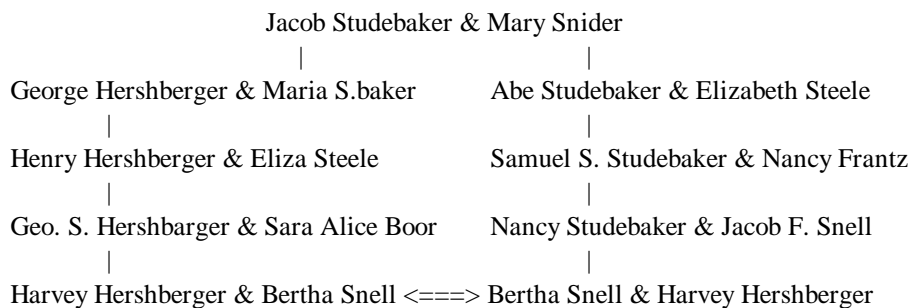 Jacob Studebaker & Mary Snider
| |
George Hershberger & Maria S.baker Abe Studebaker & Elizabeth Steele
| |
Henry Hershberger & Eliza Steele Samuel S. Studebaker & Nancy Frantz
| |
Geo. S. Hershbarger & Sara Alice Boor Nancy Studebaker & Jacob F. Snell
| |
Harvey Hershberger & Bertha Snell <===> Bertha Snell & Harvey Hershberger